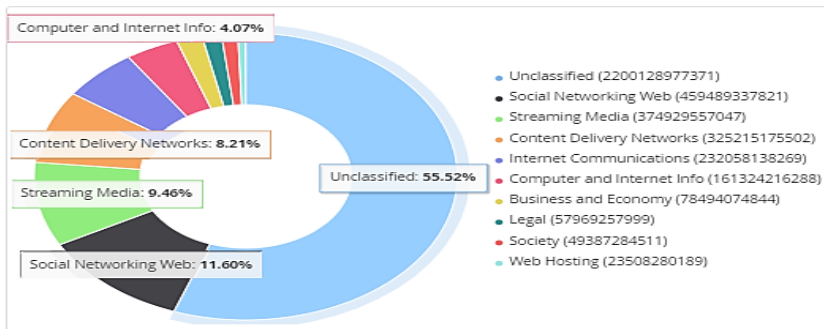 Computer and Internet Info: 4.07%
Content Delivery Networks: 8.21%
Streaming Media: 9.46%
Social Networking Web: 11.60%
Unclassified: 55.52%
Unclassified (2200128977371)
Social Networking Web (459489337821)
Streaming Media (374929557047)
Content Delivery Networks (325215175502)
Internet Communications (232058138269)
Computer and Internet Info (161324216288)
Business and Economy (78494074844)
Legal (57969257999)
Society (49387284511)
Web Hosting (23508280189)